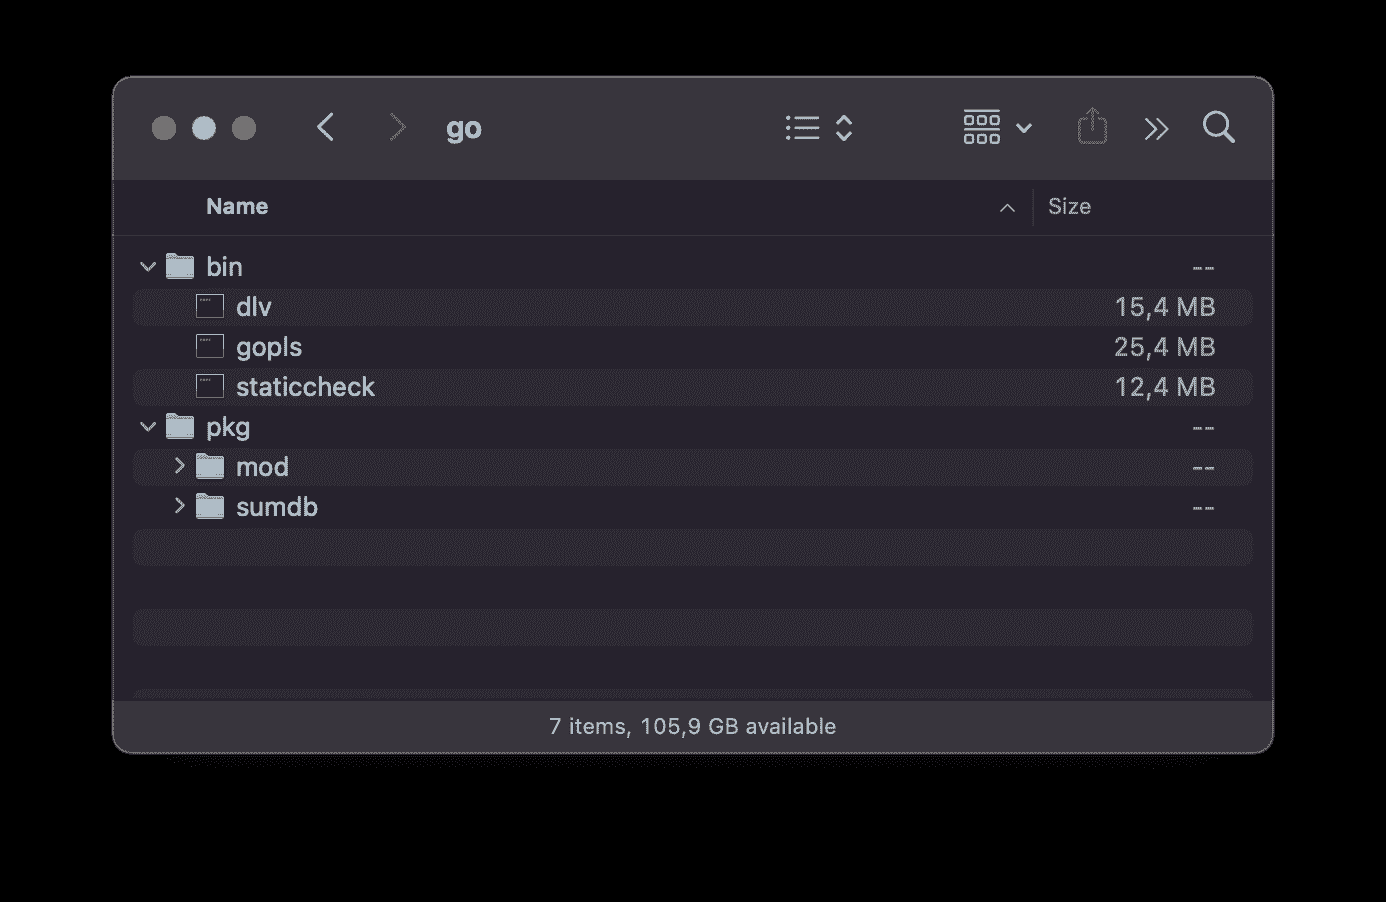 go
Name Size
bin --
dlv 15,4 MB
gopls 25,4 MB
staticcheck 12,4 MB
pkg --
mod --
sumdb --
7 items, 105,9 GB available